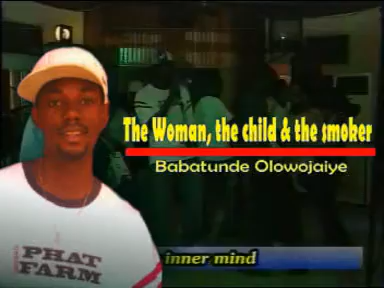 The Woman, the child & the smoker
Babatunde Olowojaiye
inner mind
PHAT
FARM